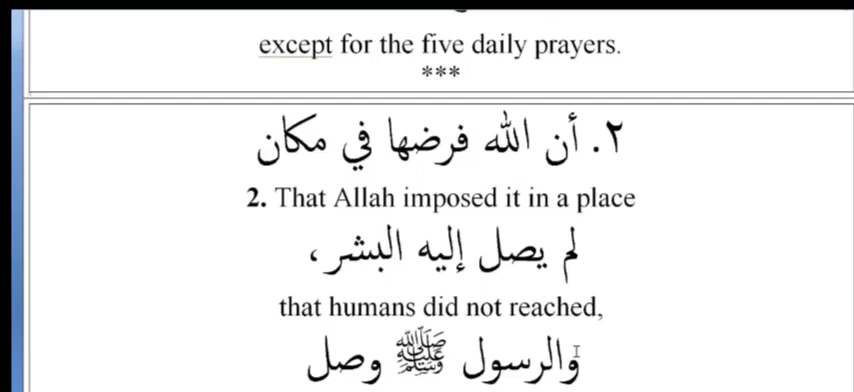 except for the five daily prayers.
***
٢. أن الله فرضها في مكان
2. That Allah imposed it in a place
لم يصل إليه البشر،
that humans did not reached,
والرسول ﷺ وصل